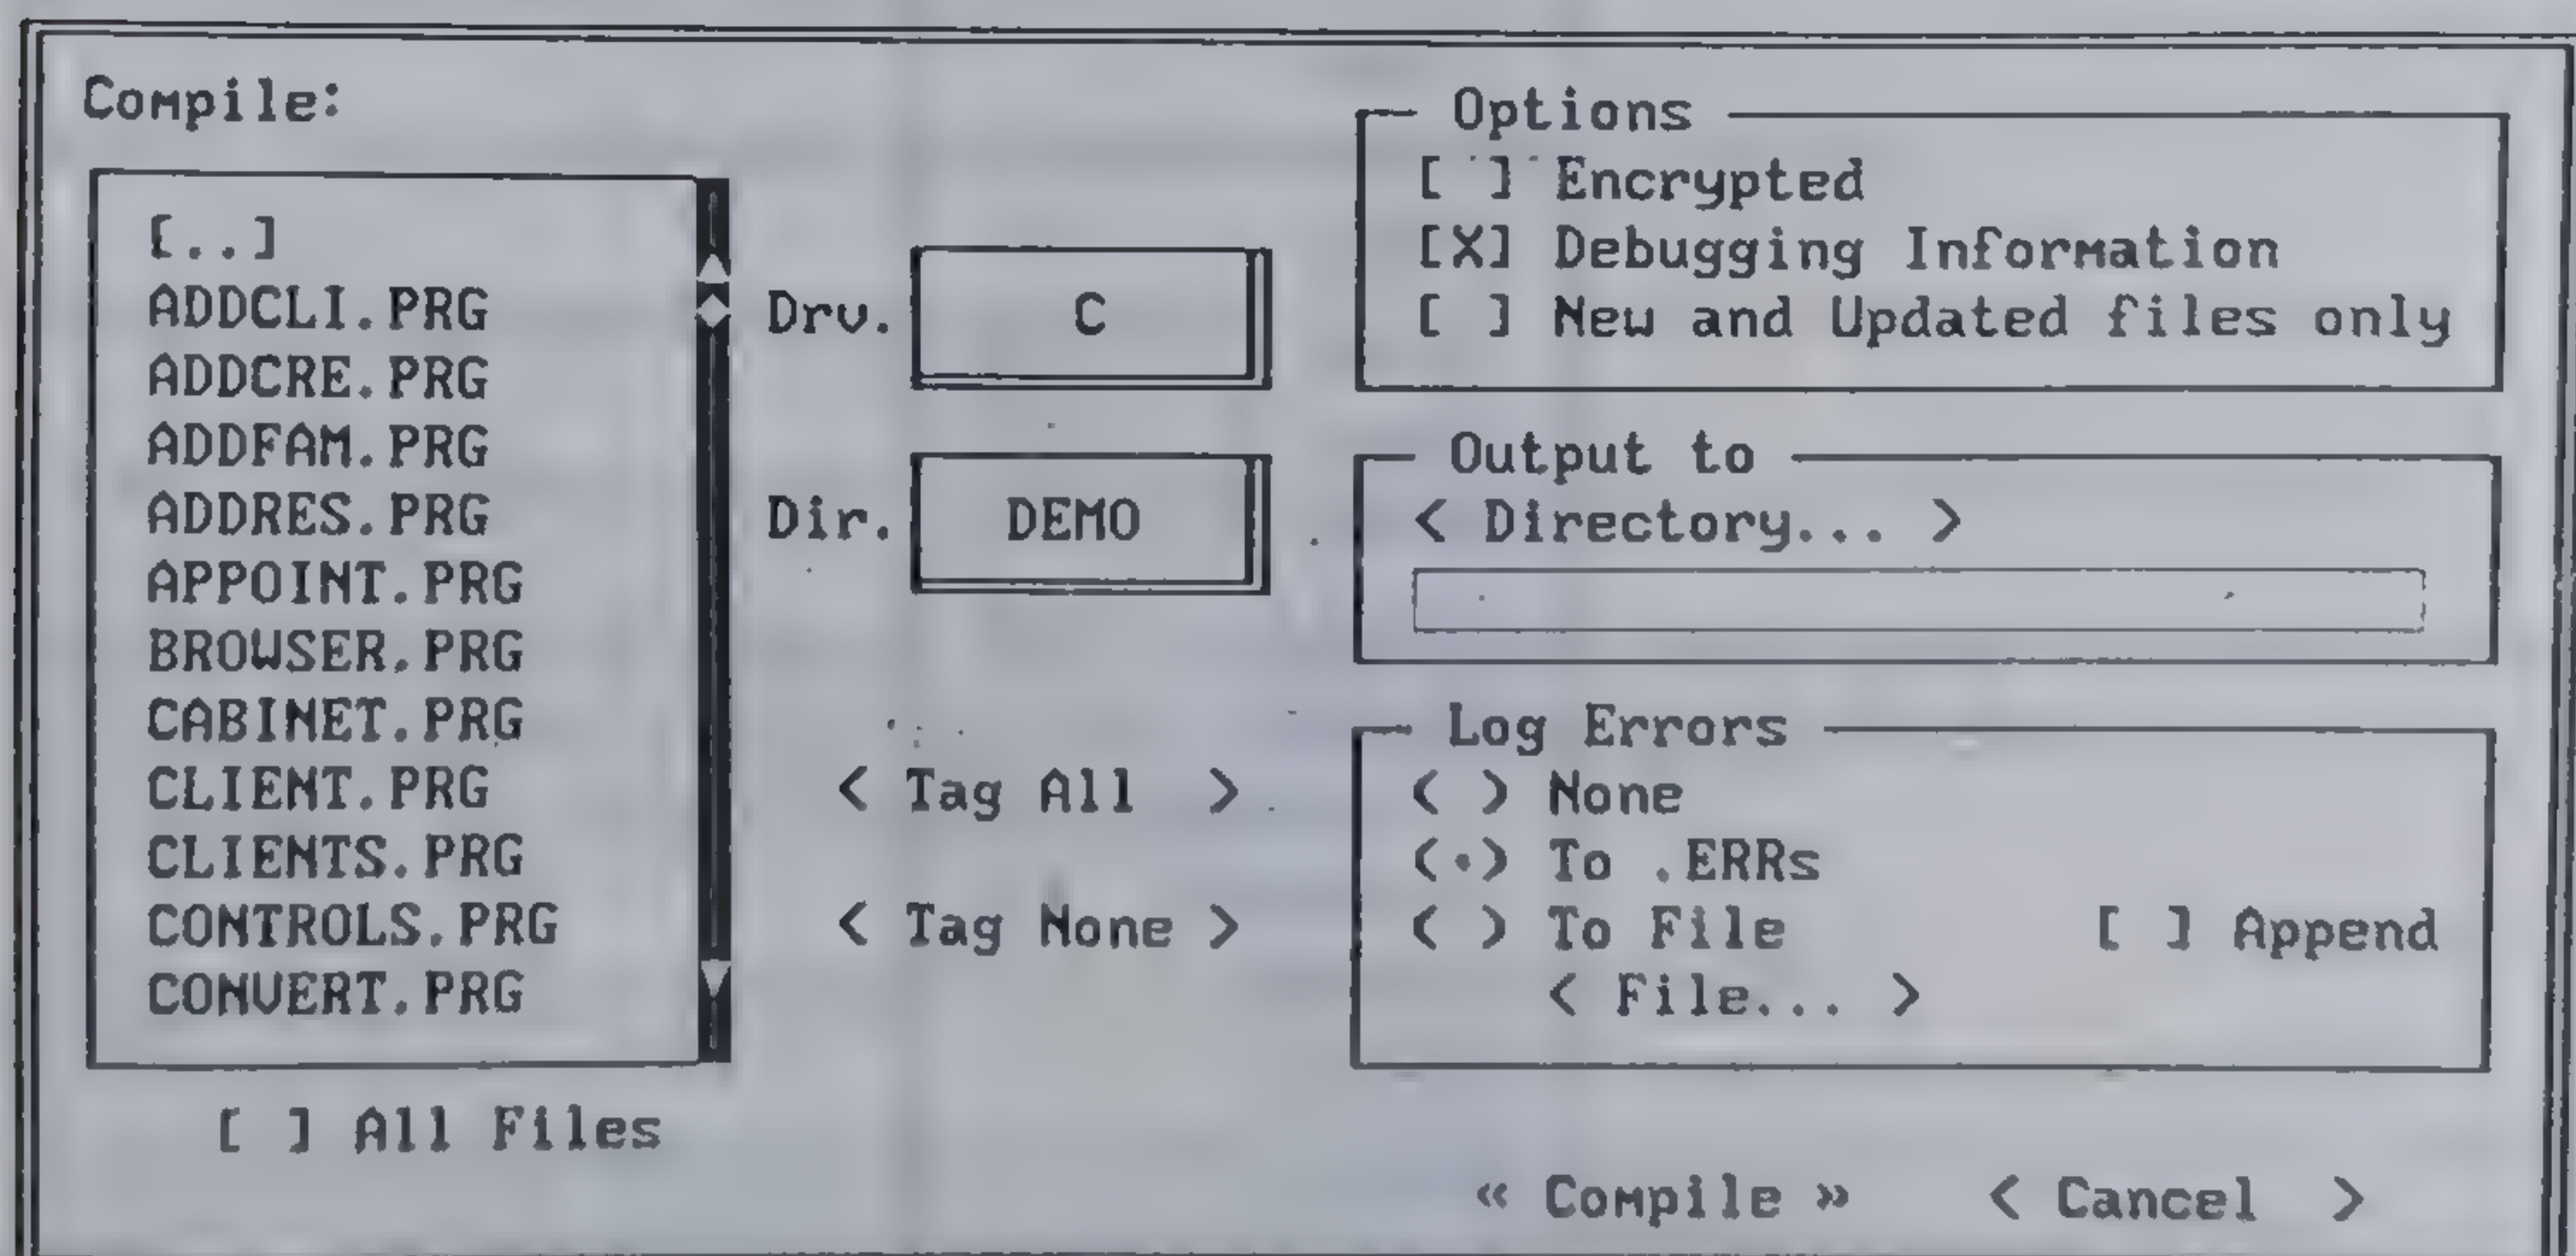 Compile:
[..]
ADDCLI.PRG
ADDCRE.PRG
ADDFAM.PRG
ADDRES.PRG
APPOINT.PRG
BROWSER.PRG
CABINET.PRG
CLIENT.PRG
CLIENTS.PRG
CONTROLS.PRG
CONVERT.PRG
[ ] All Files
Drv. C
Dir. DEMO
< Tag All >
< Tag None >
Options
[ ] Encrypted
[X] Debugging Information
[ ] New and Updated files only
Output to
< Directory... >
Log Errors
( ) None
(•) To .ERRs
( ) To File [ ] Append
< File... >
« Compile » < Cancel >